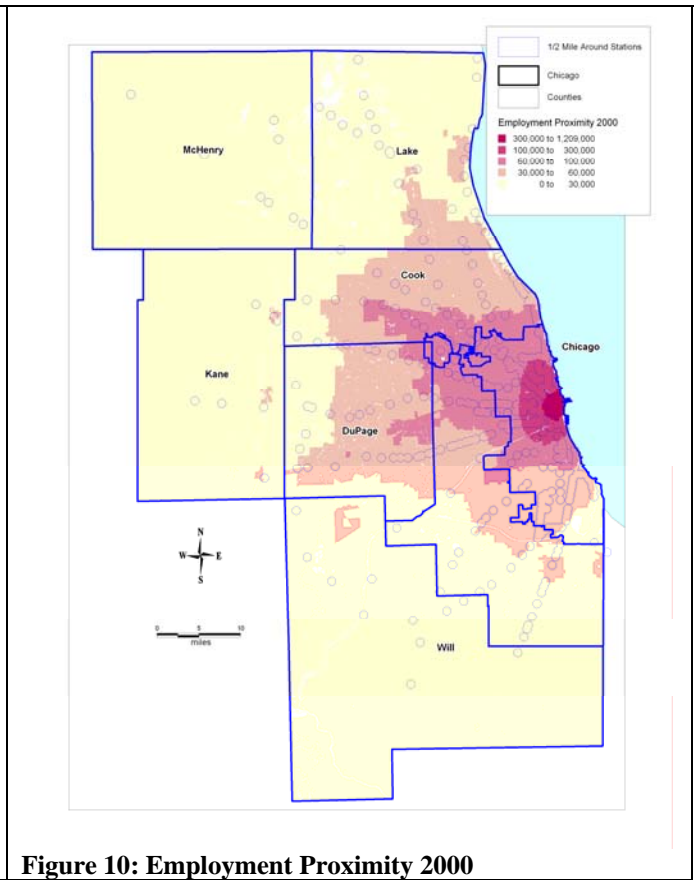 1/2 Mile Around Stations
Chicago
Counties
Employment Proximity 2000
300,000 to 1,209,000
100,000 to 300,000
60,000 to 100,000
30,000 to 60,000
0 to 30,000
McHenry
Lake
Cook
Chicago
Kane
DuPage
N
W E
S
0 5 10
miles
Will
Figure 10: Employment Proximity 2000